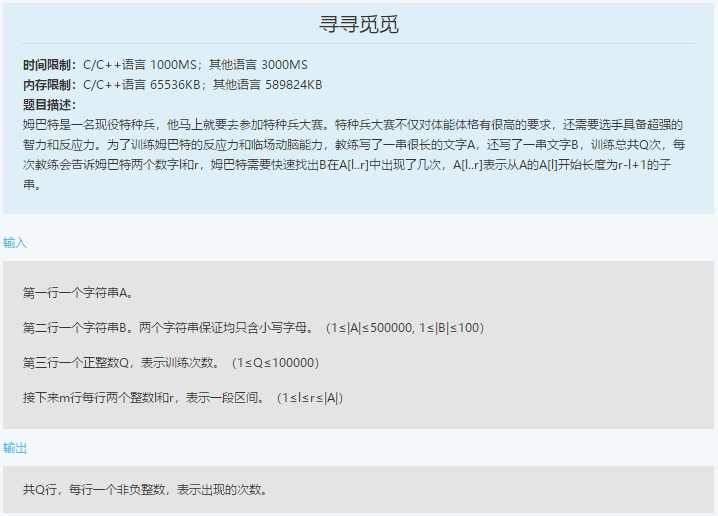 寻寻觅觅
时间限制：C/C++语言 1000MS；其他语言 3000MS
内存限制：C/C++语言 65536KB；其他语言 589824KB
题目描述：
姆巴特是一名现役特种兵，他马上就要去参加特种兵大赛。特种兵大赛不仅对体能体格有很高的要求，还需要选手具备超强的
智力和反应力。为了训练姆巴特的反应力和临场动脑能力，教练写了一串很长的文字A，还写了一串文字B，训练总共Q次，每
次教练会告诉姆巴特两个数字l和r，姆巴特需要快速找出B在A[l..r]中出现了几次，A[l..r]表示从A的A[l]开始长度为r-l+1的子
串。
输入
第一行一个字符串A。
第二行一个字符串B。两个字符串保证均只含小写字母。（1≤|A|≤500000, 1≤|B|≤100）
第三行一个正整数Q，表示训练次数。（1≤Q≤100000）
接下来m行每行两个整数l和r，表示一段区间。（1≤l≤r≤|A|）
输出
共Q行，每行一个非负整数，表示出现的次数。